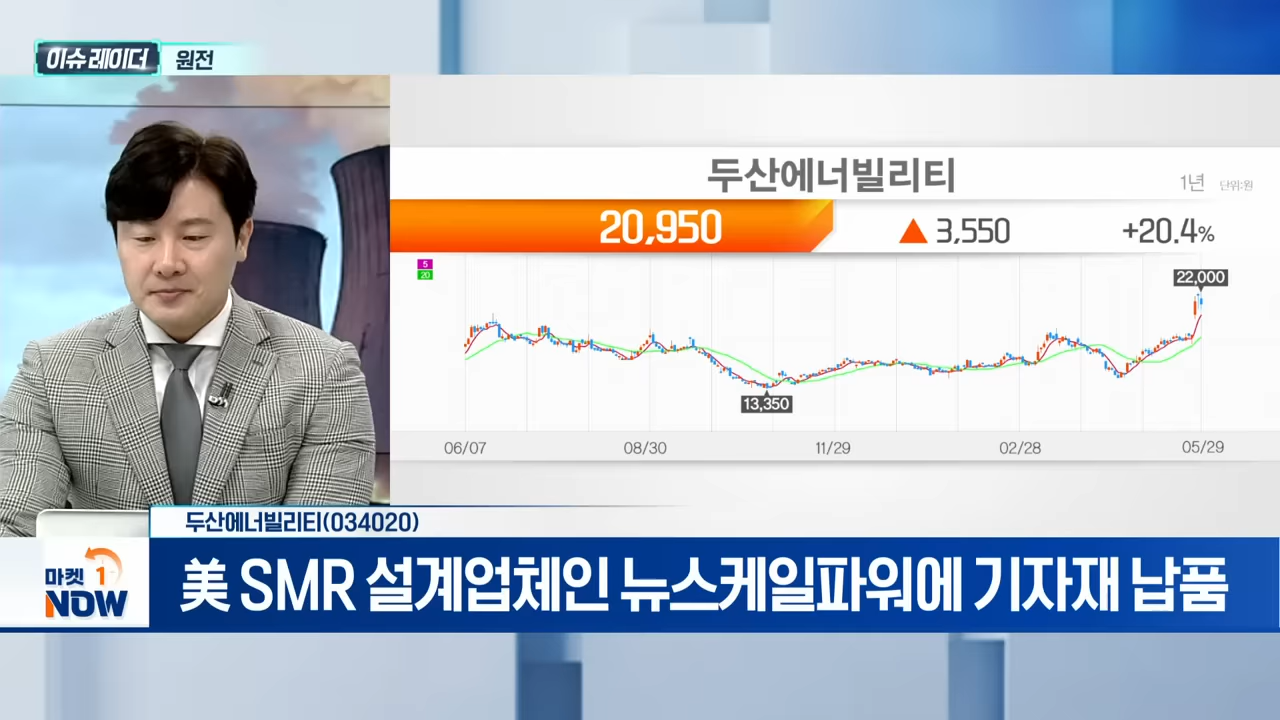 이슈 레이더 원전
두산에너빌리티
1년 단위:원
20,950 ▲ 3,550 +20.4%
5
20
22,000
13,350
06/07 08/30 11/29 02/28 05/29
두산에너빌리티(034020)
마켓 1
NOW
美 SMR 설계업체인 뉴스케일파워에 기자재 납품